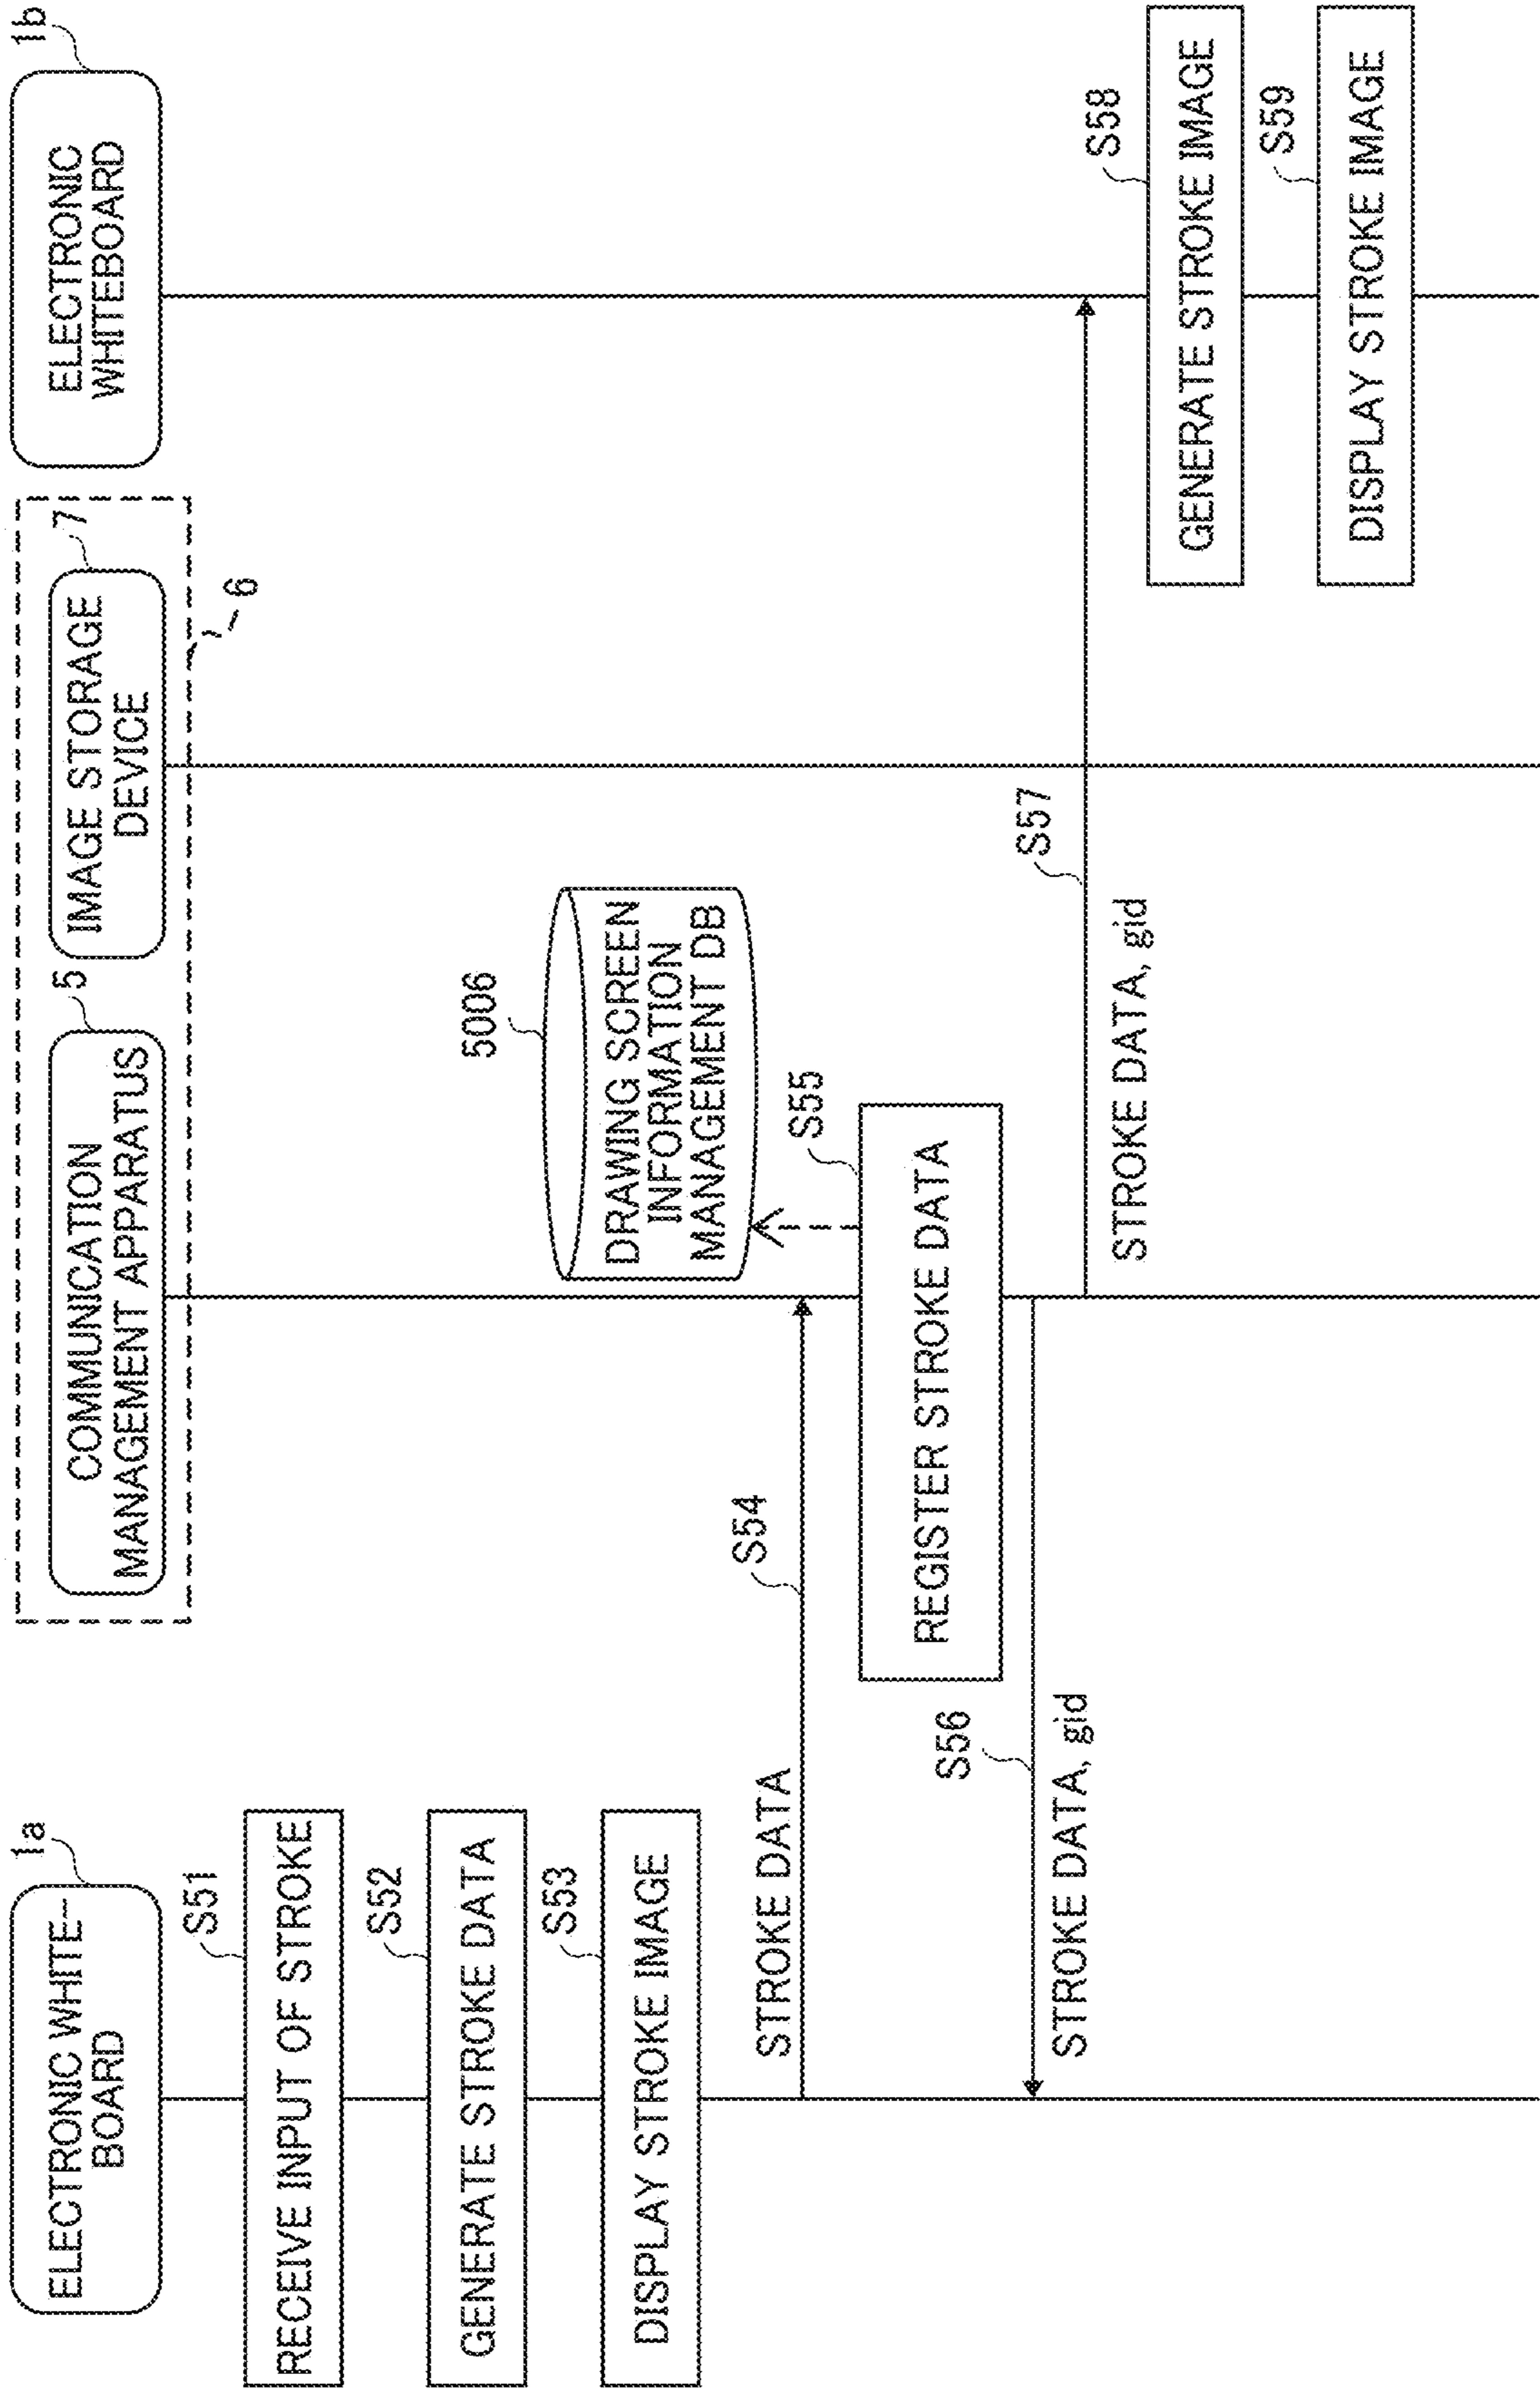 1a
ELECTRONIC WHITE-
BOARD
5
COMMUNICATION
MANAGEMENT APPARATUS
7
IMAGE STORAGE
DEVICE
6
1b
ELECTRONIC
WHITEBOARD
S51
RECEIVE INPUT OF STROKE
S52
GENERATE STROKE DATA
S53
DISPLAY STROKE IMAGE
5006
DRAWING SCREEN
INFORMATION
MANAGEMENT DB
S54
STROKE DATA
S55
REGISTER STROKE DATA
S56
STROKE DATA, gid
S57
STROKE DATA, gid
S58
GENERATE STROKE IMAGE
S59
DISPLAY STROKE IMAGE